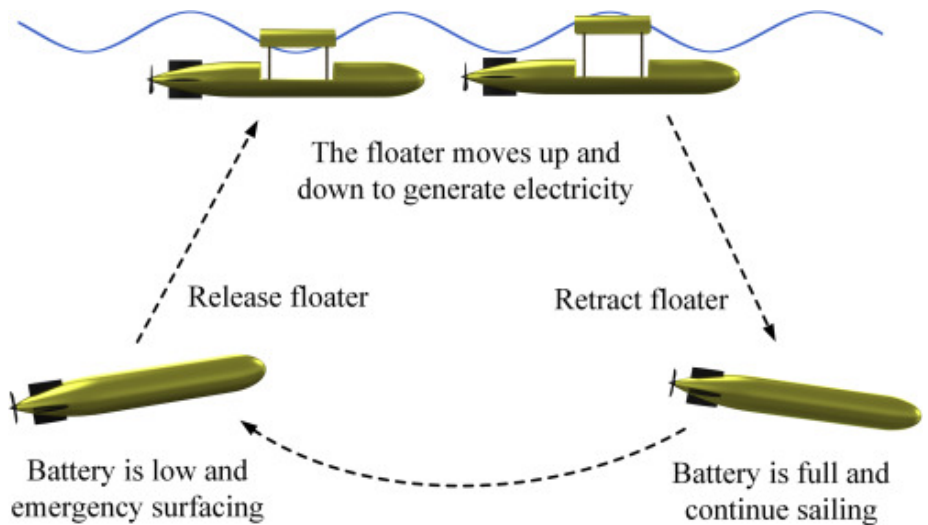 The floater moves up and
down to generate electricity
Release floater
Retract floater
Battery is low and
emergency surfacing
Battery is full and
continue sailing